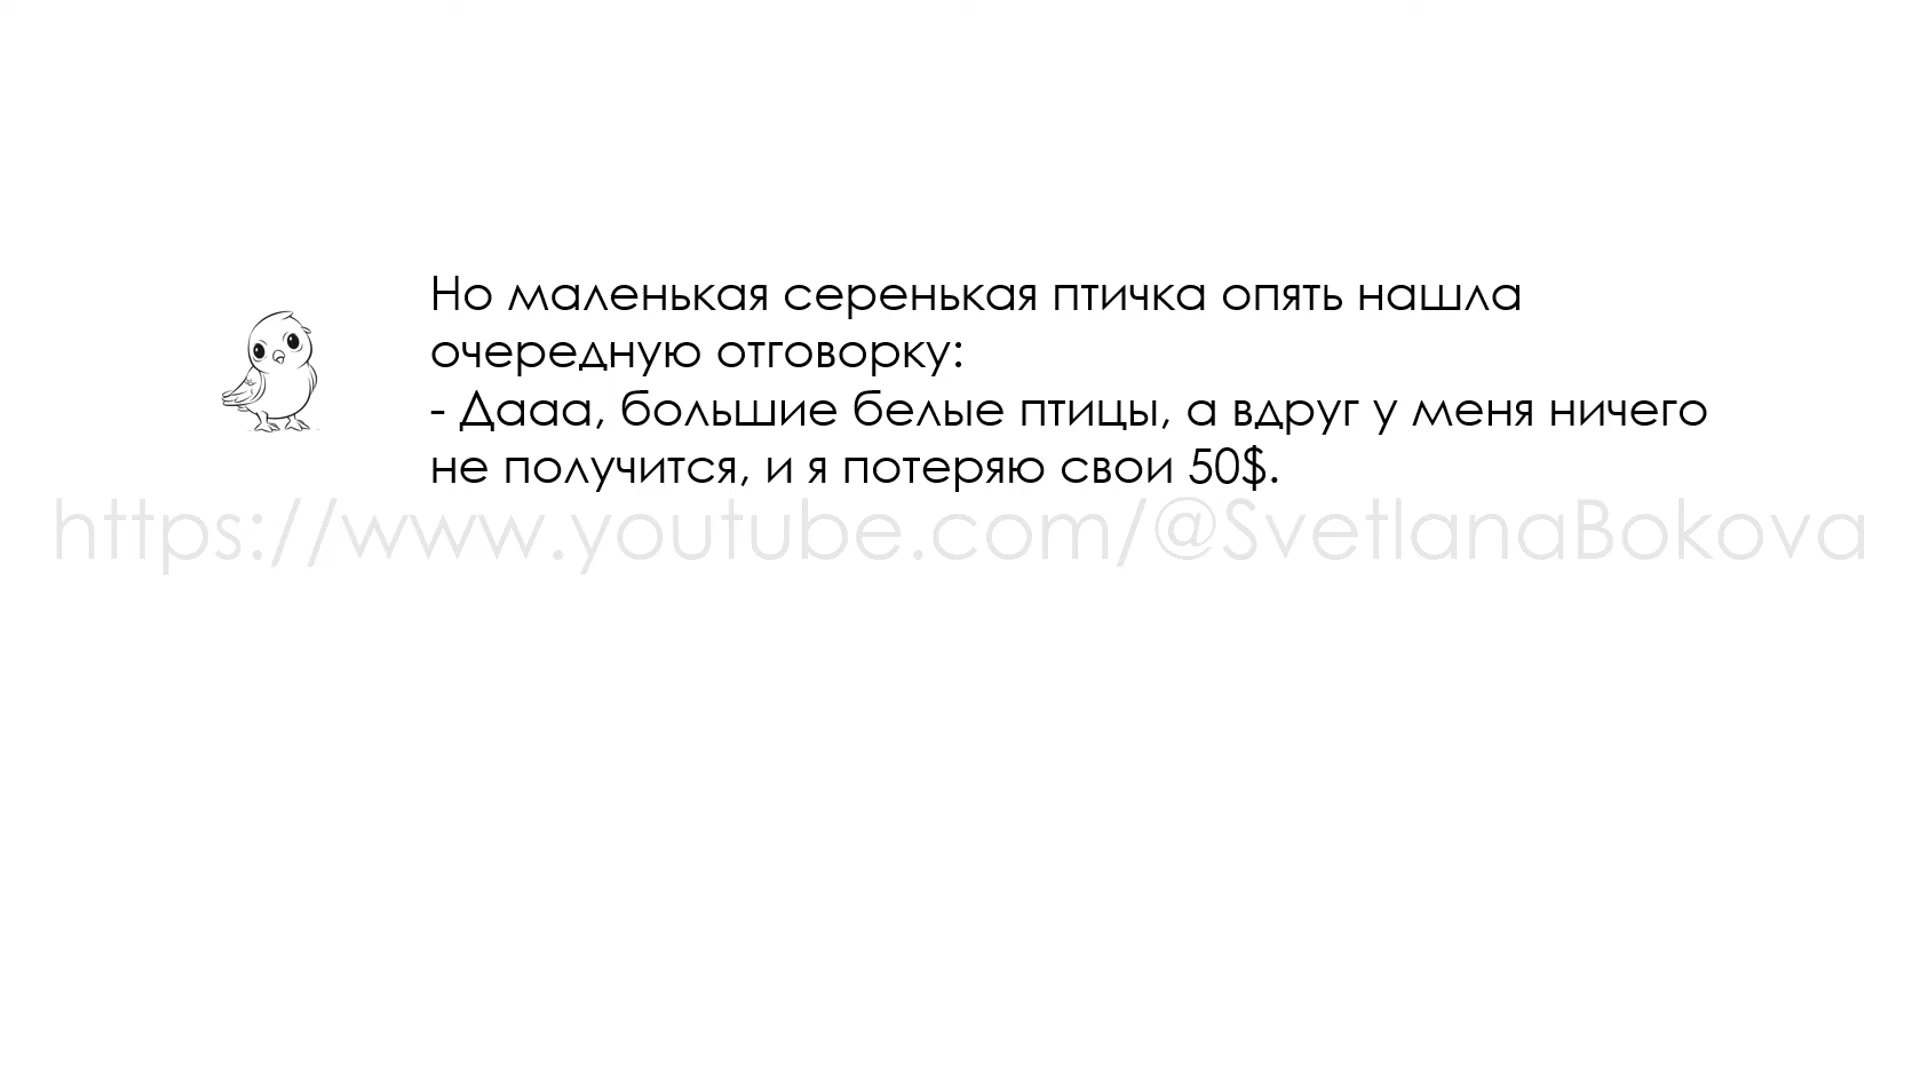 Но маленькая серенькая птичка опять нашла
очередную отговорку:
- Дааа, большие белые птицы, а вдруг у меня ничего
не получится, и я потеряю свои 50$.
https://www.youtube.com/@SvetlanaBokova